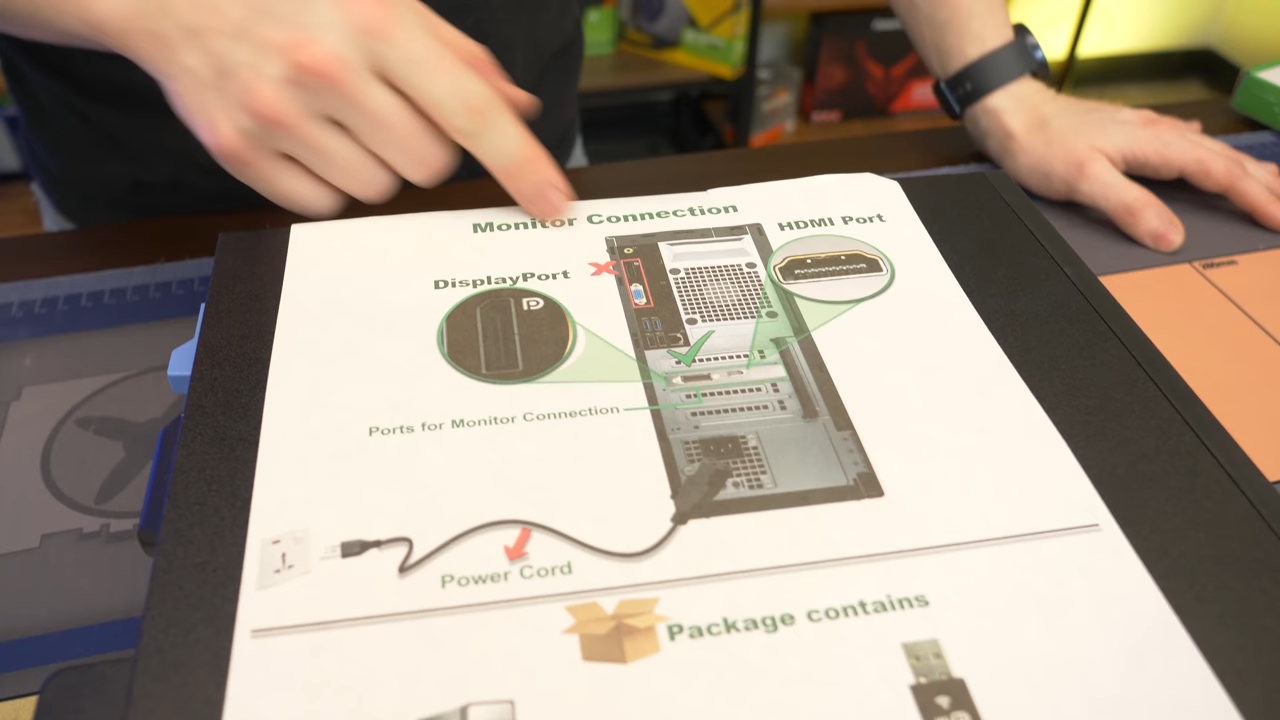 Monitor Connection
HDMI Port
DisplayPort
Ports for Monitor Connection
Power Cord
Package contains